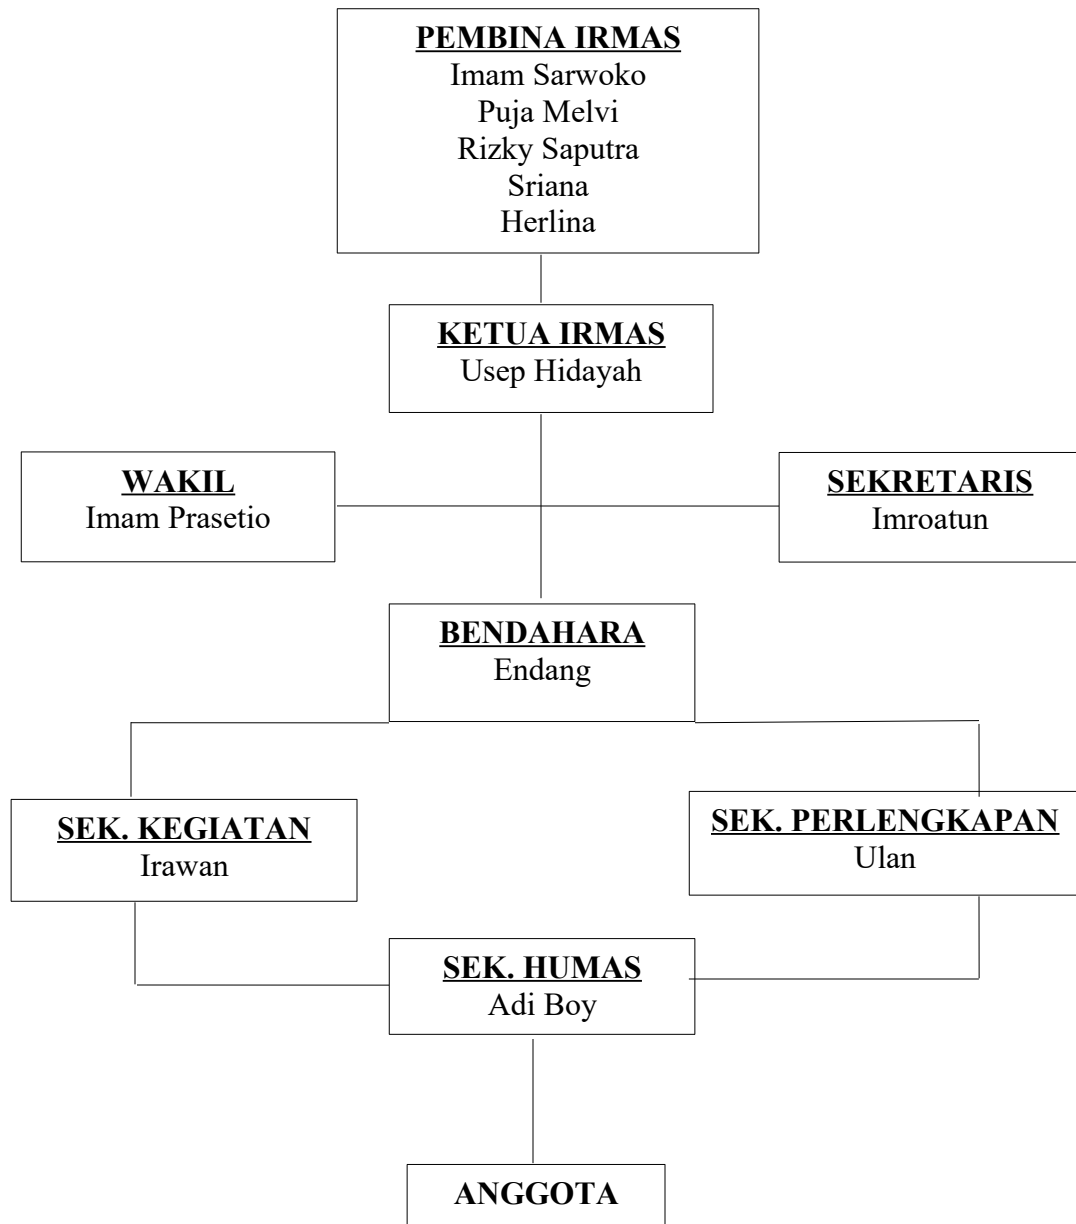 PEMBINA IRMAS
Imam Sarwoko
Puja Melvi
Rizky Saputra
Sriana
Herlina
KETUA IRMAS
Usep Hidayah
WAKIL
Imam Prasetio
SEKRETARIS
Imroatun
BENDAHARA
Endang
SEK. KEGIATAN
Irawan
SEK. PERLENGKAPAN
Ulan
SEK. HUMAS
Adi Boy
ANGGOTA